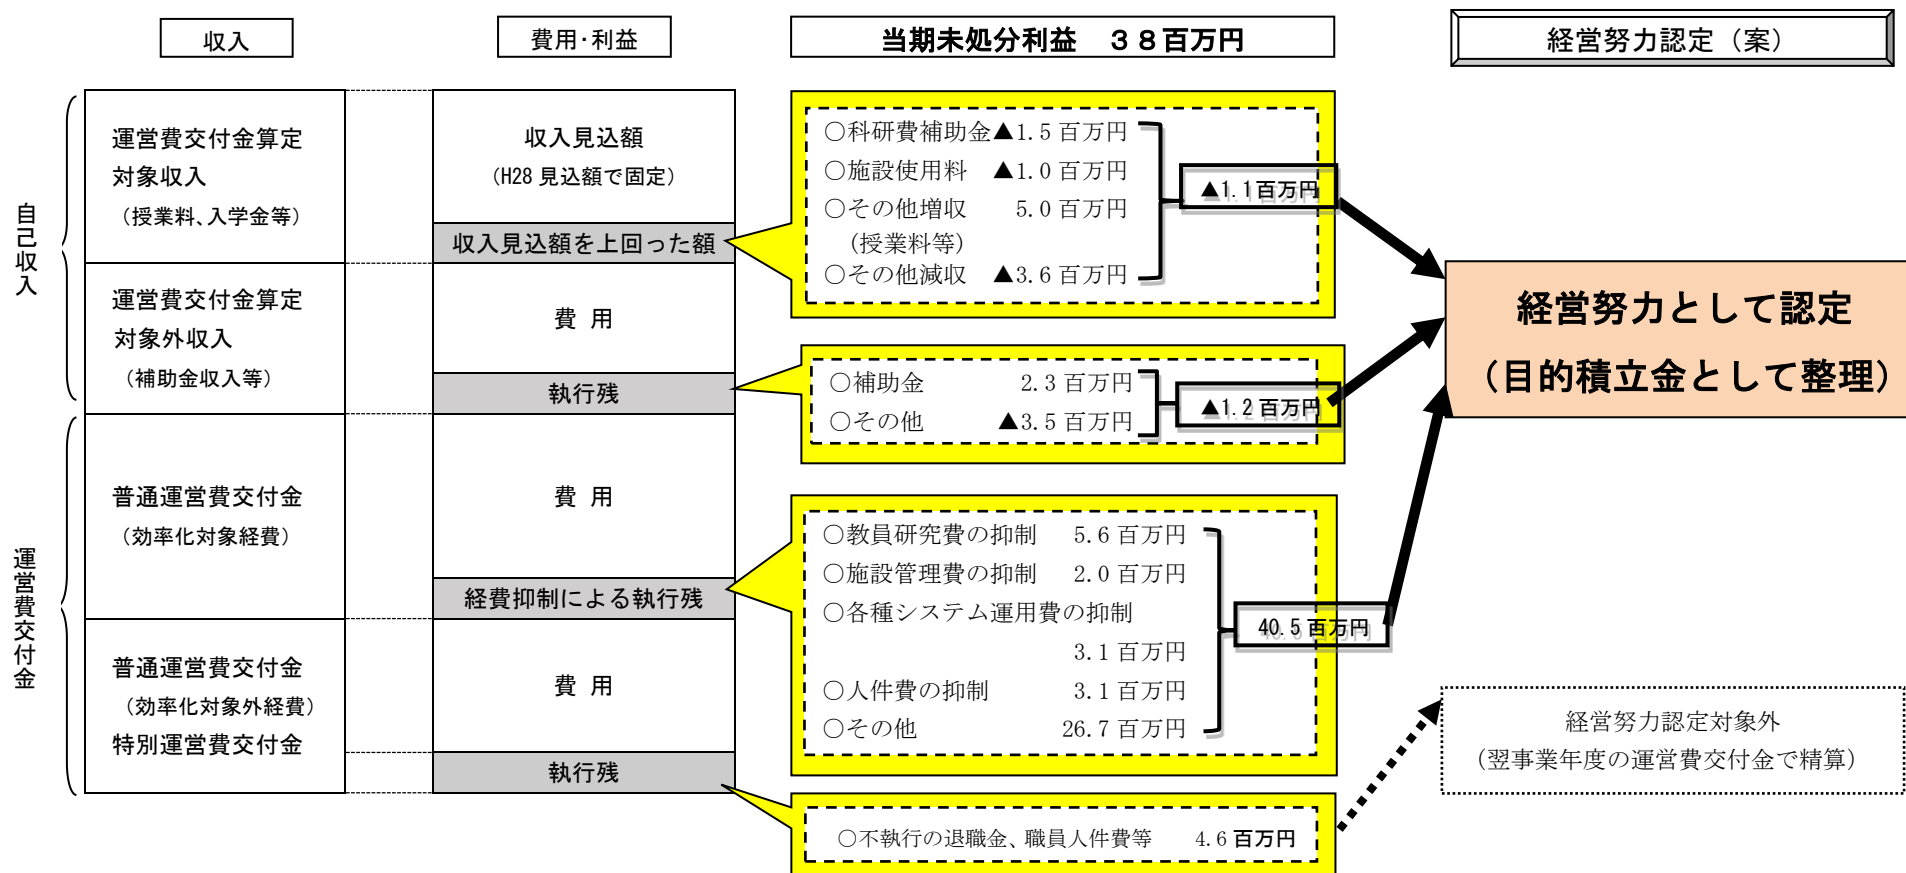 収入
費用・利益
当期未処分利益　３８百万円
経営努力認定（案）
自己収入
運営費交付金算定
対象収入
（授業料、入学金等）
収入見込額
（H28 見込額で固定）
収入見込額を上回った額
○科研費補助金▲1.5 百万円
○施設使用料　▲1.0 百万円
○その他増収　　5.0 百万円
（授業料等）
○その他減収　▲3.6 百万円
▲1.1百万円
運営費交付金算定
対象外収入
（補助金収入等）
費 用
執行残
○補助金　　　　2.3 百万円
○その他　　　▲3.5 百万円
▲1.2 百万円
経営努力として認定
（目的積立金として整理）
運営費交付金
普通運営費交付金
（効率化対象経費）
費 用
経費抑制による執行残
○教員研究費の抑制　5.6 百万円
○施設管理費の抑制　2.0 百万円
○各種システム運用費の抑制
3.1 百万円
○人件費の抑制　　　3.1 百万円
○その他　　　　　26.7 百万円
40.5 百万円
普通運営費交付金
（効率化対象外経費）
特別運営費交付金
費 用
執行残
○不執行の退職金、職員人件費等　4.6 百万円
経営努力認定対象外
（翌事業年度の運営費交付金で精算）